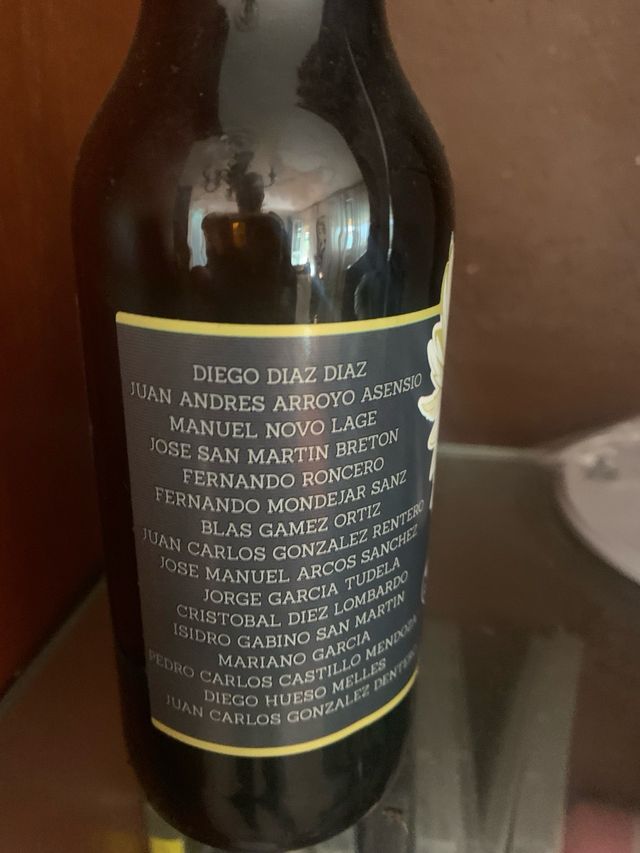 DIEGO DIAZ DIAZ
JUAN ANDRES ARROYO ASENSIO
MANUEL NOVO LAGE
JOSE SAN MARTIN BRETON
FERNANDO RONCERO
FERNANDO MONDEJAR SANZ
BLAS GAMEZ ORTIZ
JUAN CARLOS GONZALEZ RENTERO
JOSE MANUEL ARCOS SANCHEZ
JORGE GARCIA TUDELA
CRISTOBAL DIEZ LOMBARDO
ISIDRO GABINO SAN MARTIN
MARIANO GARCIA
PEDRO CARLOS CASTILLO MENDOZA
DIEGO HUESO MELLES
JUAN CARLOS GONZALEZ DENTERO